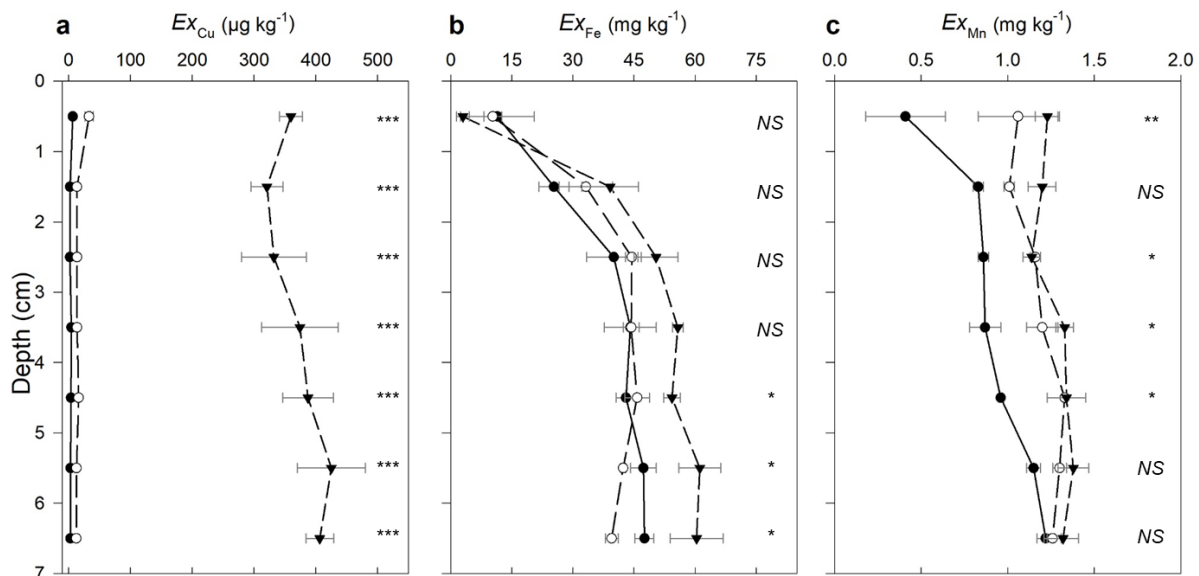 a Ex_Cu (µg kg⁻¹) b Ex_Fe (mg kg⁻¹) c Ex_Mn (mg kg⁻¹)
0 100 200 300 400 500 0 15 30 45 60 75 0.0 0.5 1.0 1.5 2.0
0
*** NS **
1
*** NS NS
2
*** NS *
3
*** NS *
Depth (cm)
4
*** * *
5
*** * NS
6
*** * NS
7